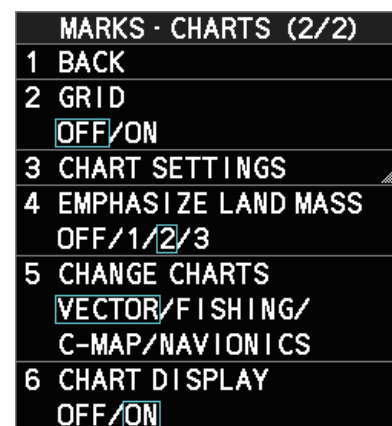 MARKS - CHARTS (2/2)
1 BACK
2 GRID
OFF/ON
3 CHART SETTINGS
4 EMPHASIZE LAND MASS
OFF/1/2/3
5 CHANGE CHARTS
VECTOR/FISHING/
C-MAP/NAVIONICS
6 CHART DISPLAY
OFF/ON